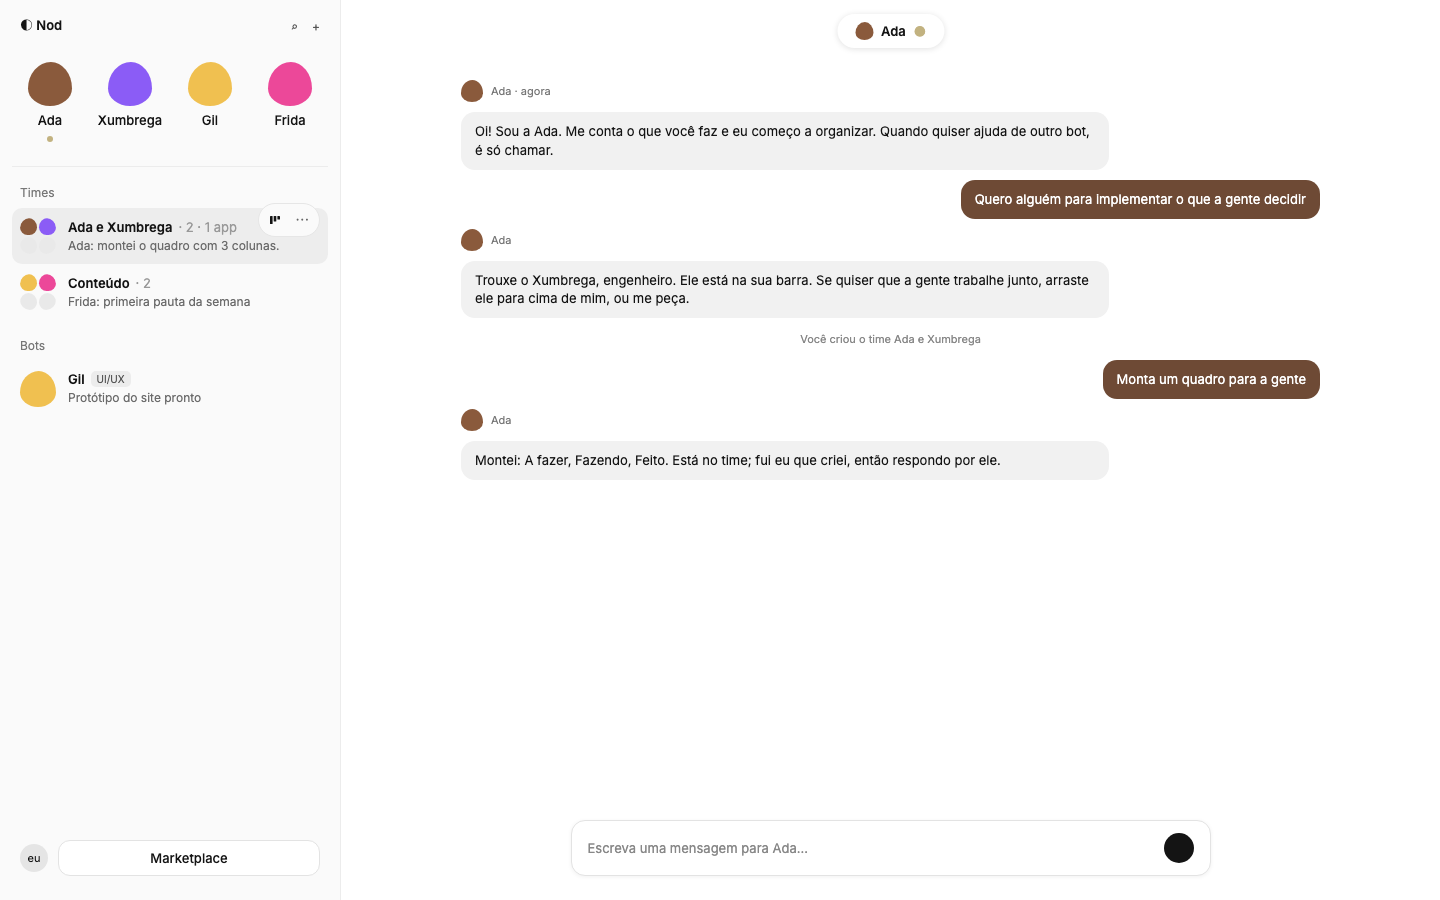 Nod
Ada
Xumbrega
Gil
Frida
Times
Ada e Xumbrega · 2 · 1 app
Ada: montei o quadro com 3 colunas.
Conteúdo · 2
Frida: primeira pauta da semana
Bots
Gil UI/UX
Protótipo do site pronto
eu
Marketplace
Ada
Ada · agora
Oi! Sou a Ada. Me conta o que você faz e eu começo a organizar. Quando quiser ajuda de outro bot,
é só chamar.
Quero alguém para implementar o que a gente decidir
Ada
Trouxe o Xumbrega, engenheiro. Ele está na sua barra. Se quiser que a gente trabalhe junto, arraste
ele para cima de mim, ou me peça.
Você criou o time Ada e Xumbrega
Monta um quadro para a gente
Ada
Montei: A fazer, Fazendo, Feito. Está no time; fui eu que criei, então respondo por ele.
Escreva uma mensagem para Ada...